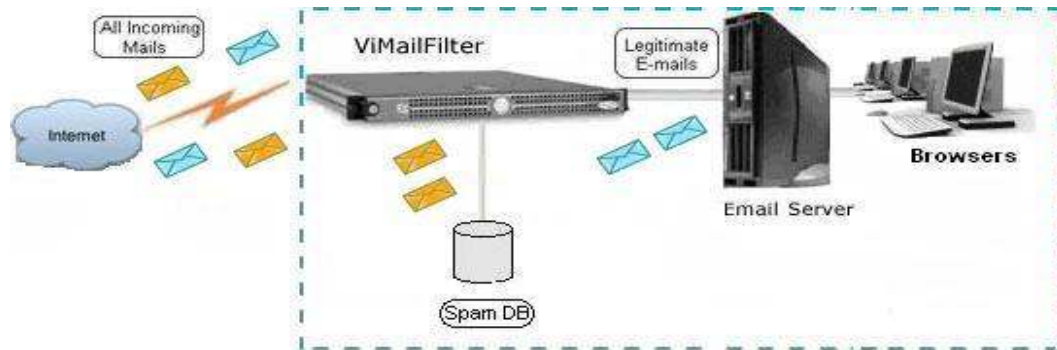 All Incoming
Mails
Internet
ViMailFilter
Legitimate
E-mails
Browsers
Email Server
Spam DB